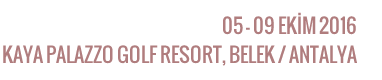 05 - 09 EKİM 2016
KAYA PALAZZO GOLF RESORT, BELEK / ANTALYA